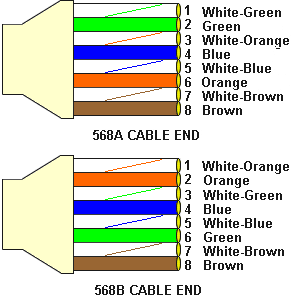 1 White-Green
2 Green
3 White-Orange
4 Blue
5 White-Blue
6 Orange
7 White-Brown
8 Brown
568A CABLE END
1 White-Orange
2 Orange
3 White-Green
4 Blue
5 White-Blue
6 Green
7 White-Brown
8 Brown
568B CABLE END